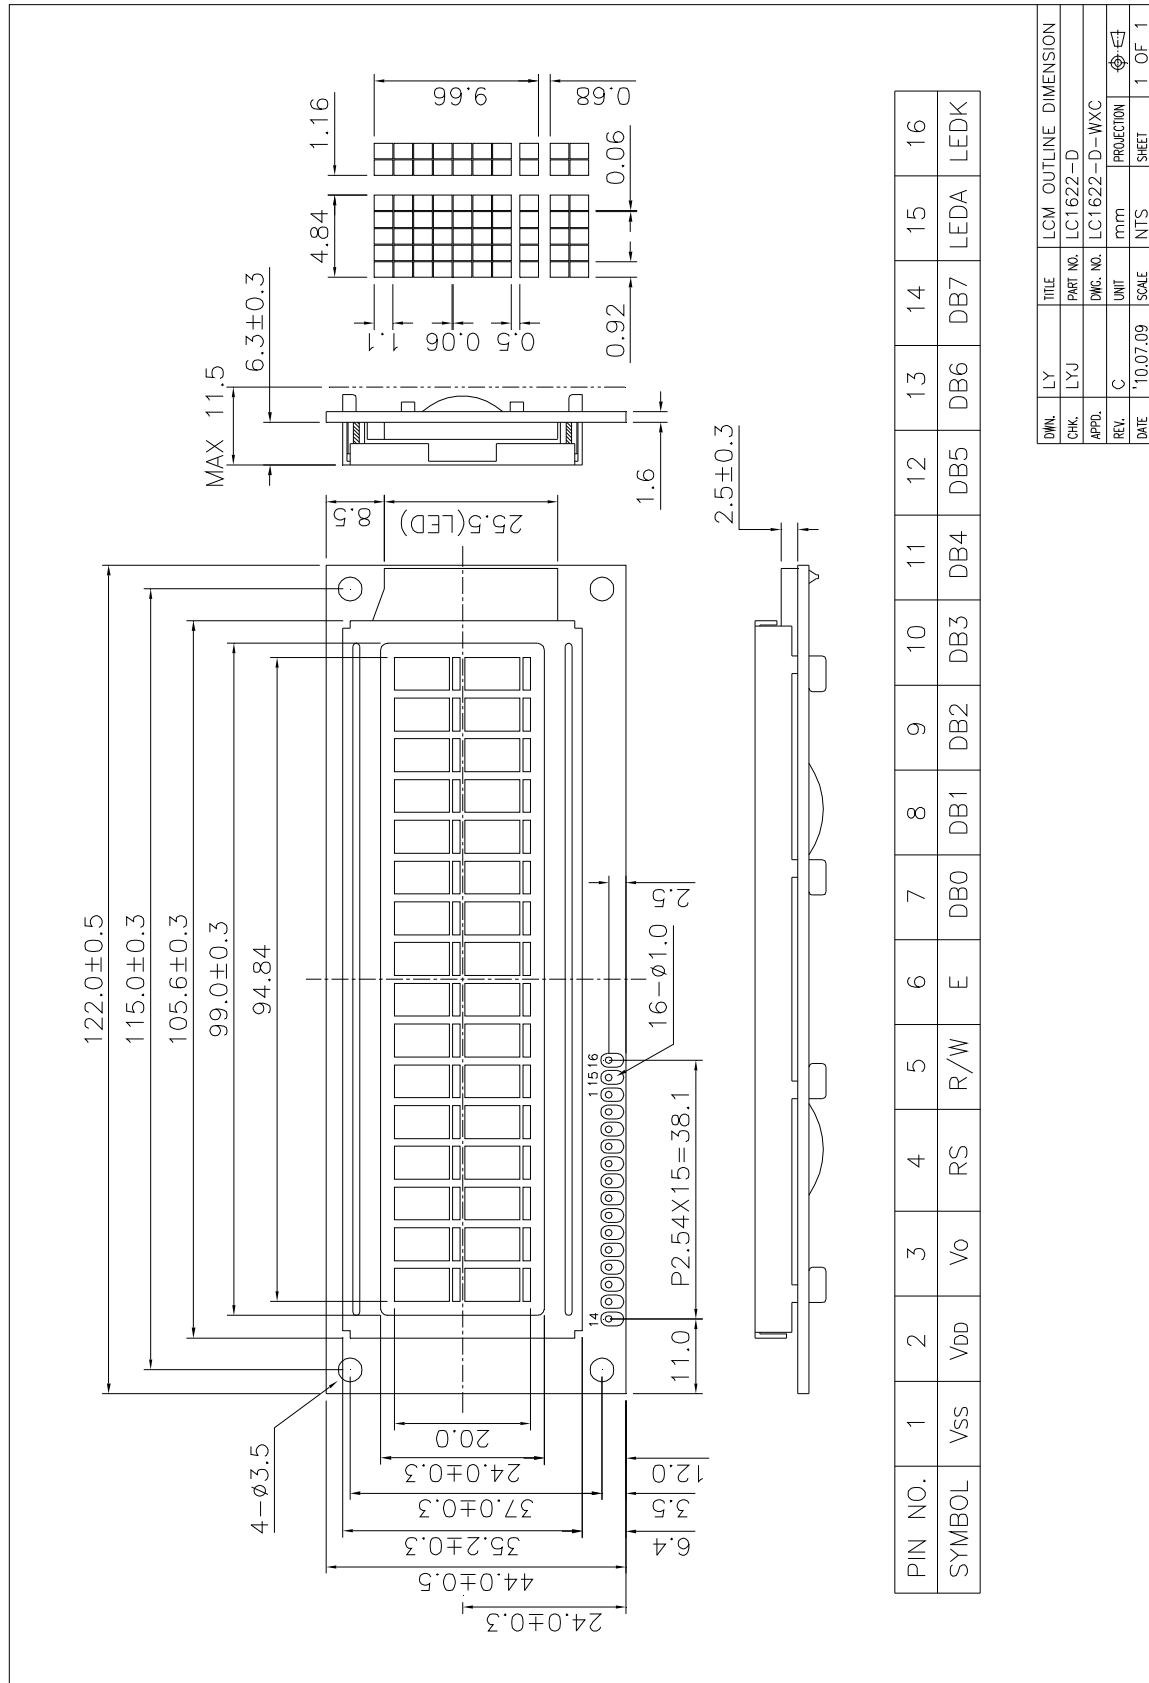 122.0±0.5
115.0±0.3
105.6±0.3
99.0±0.3
94.84
4-ø3.5
20.0
24.0±0.3
37.0±0.3
35.2±0.3
44.0±0.5
24.0±0.3
12.0
3.5
6.4
11.0
P2.54X15=38.1
16-ø1.0
2.5
14
1
15
16
8.5
25.5(LED)
MAX 11.5
6.3±0.3
1.6
4.84
1.16
9.66
0.68
0.06
1.1
0.06
0.5
0.92
2.5±0.3
PIN NO. 1 2 3 4 5 6 7 8 9 10 11 12 13 14 15 16
SYMBOL Vss VDD Vo RS R/W E DB0 DB1 DB2 DB3 DB4 DB5 DB6 DB7 LEDA LEDK
DWN. LY TITLE LCM OUTLINE DIMENSION
CHK. LYJ PART NO. LC1622-D
APPD. DWG. NO. LC1622-D-WXC
REV. C UNIT mm PROJECTION
DATE '10.07.09 SCALE NTS SHEET 1 OF 1